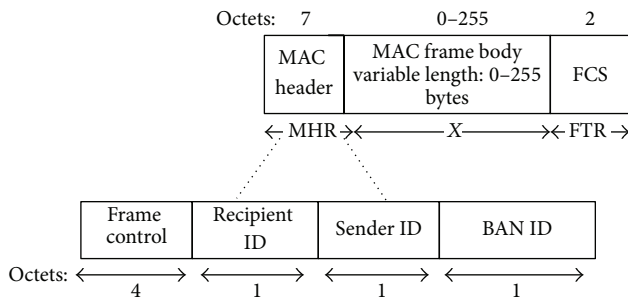 Octets: 7 0–255 2
MAC header
MAC frame body variable length: 0–255 bytes
FCS
MHR X FTR
Frame control
Recipient ID
Sender ID
BAN ID
Octets: 4 1 1 1